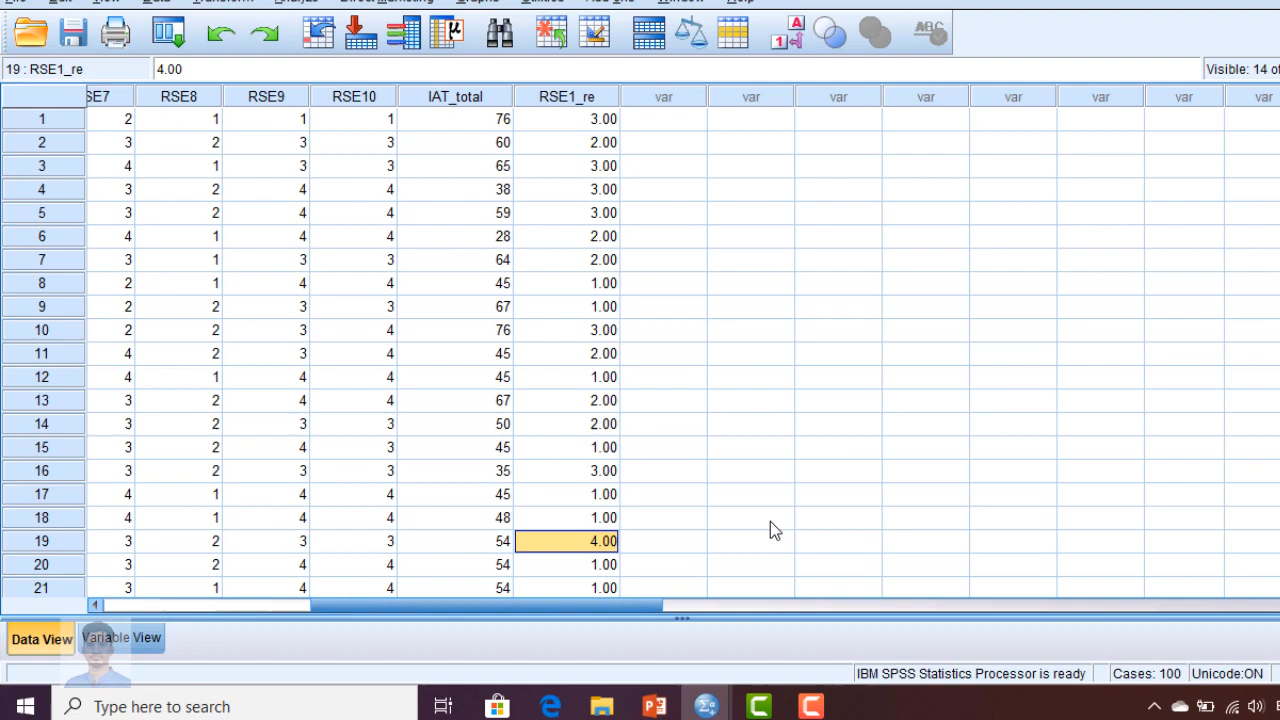 19 : RSE1_re 4.00 Visible: 14 of
SE7 RSE8 RSE9 RSE10 IAT_total RSE1_re var var var var var var var var
1 2 1 1 1 76 3.00
2 3 2 3 3 60 2.00
3 4 1 3 3 65 3.00
4 3 2 4 4 38 3.00
5 3 2 4 4 59 3.00
6 4 1 4 4 28 2.00
7 3 1 3 3 64 2.00
8 2 1 4 4 45 1.00
9 2 2 3 3 67 1.00
10 2 2 3 4 76 3.00
11 4 2 3 4 45 2.00
12 4 1 4 4 45 1.00
13 3 2 4 4 67 2.00
14 3 2 3 3 50 2.00
15 3 2 4 3 45 1.00
16 3 2 3 3 35 3.00
17 4 1 4 4 45 1.00
18 4 1 4 4 48 1.00
19 3 2 3 3 54 4.00
20 3 2 4 4 54 1.00
21 3 1 4 4 54 1.00
Data View Variable View
IBM SPSS Statistics Processor is ready Cases: 100 Unicode:ON
Type here to search